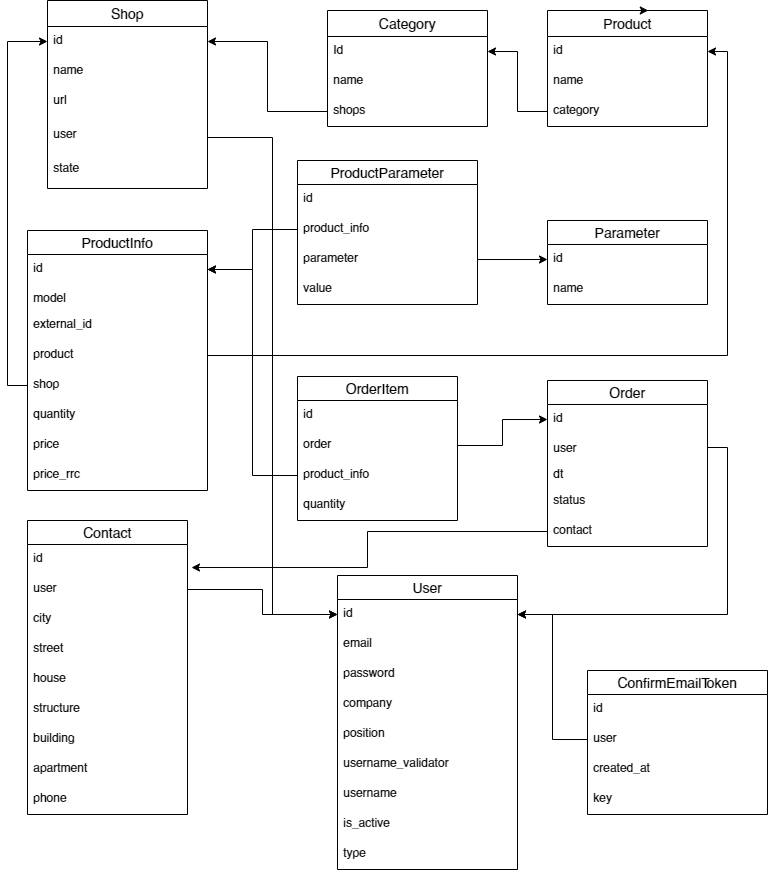 Shop
id
name
url
user
state
Category
Id
name
shops
Product
id
name
category
ProductParameter
id
product_info
parameter
value
Parameter
id
name
ProductInfo
id
model
external_id
product
shop
quantity
price
price_rrc
OrderItem
id
order
product_info
quantity
Order
id
user
dt
status
contact
Contact
id
user
city
street
house
structure
building
apartment
phone
User
id
email
password
company
position
username_validator
username
is_active
type
ConfirmEmailToken
id
user
created_at
key